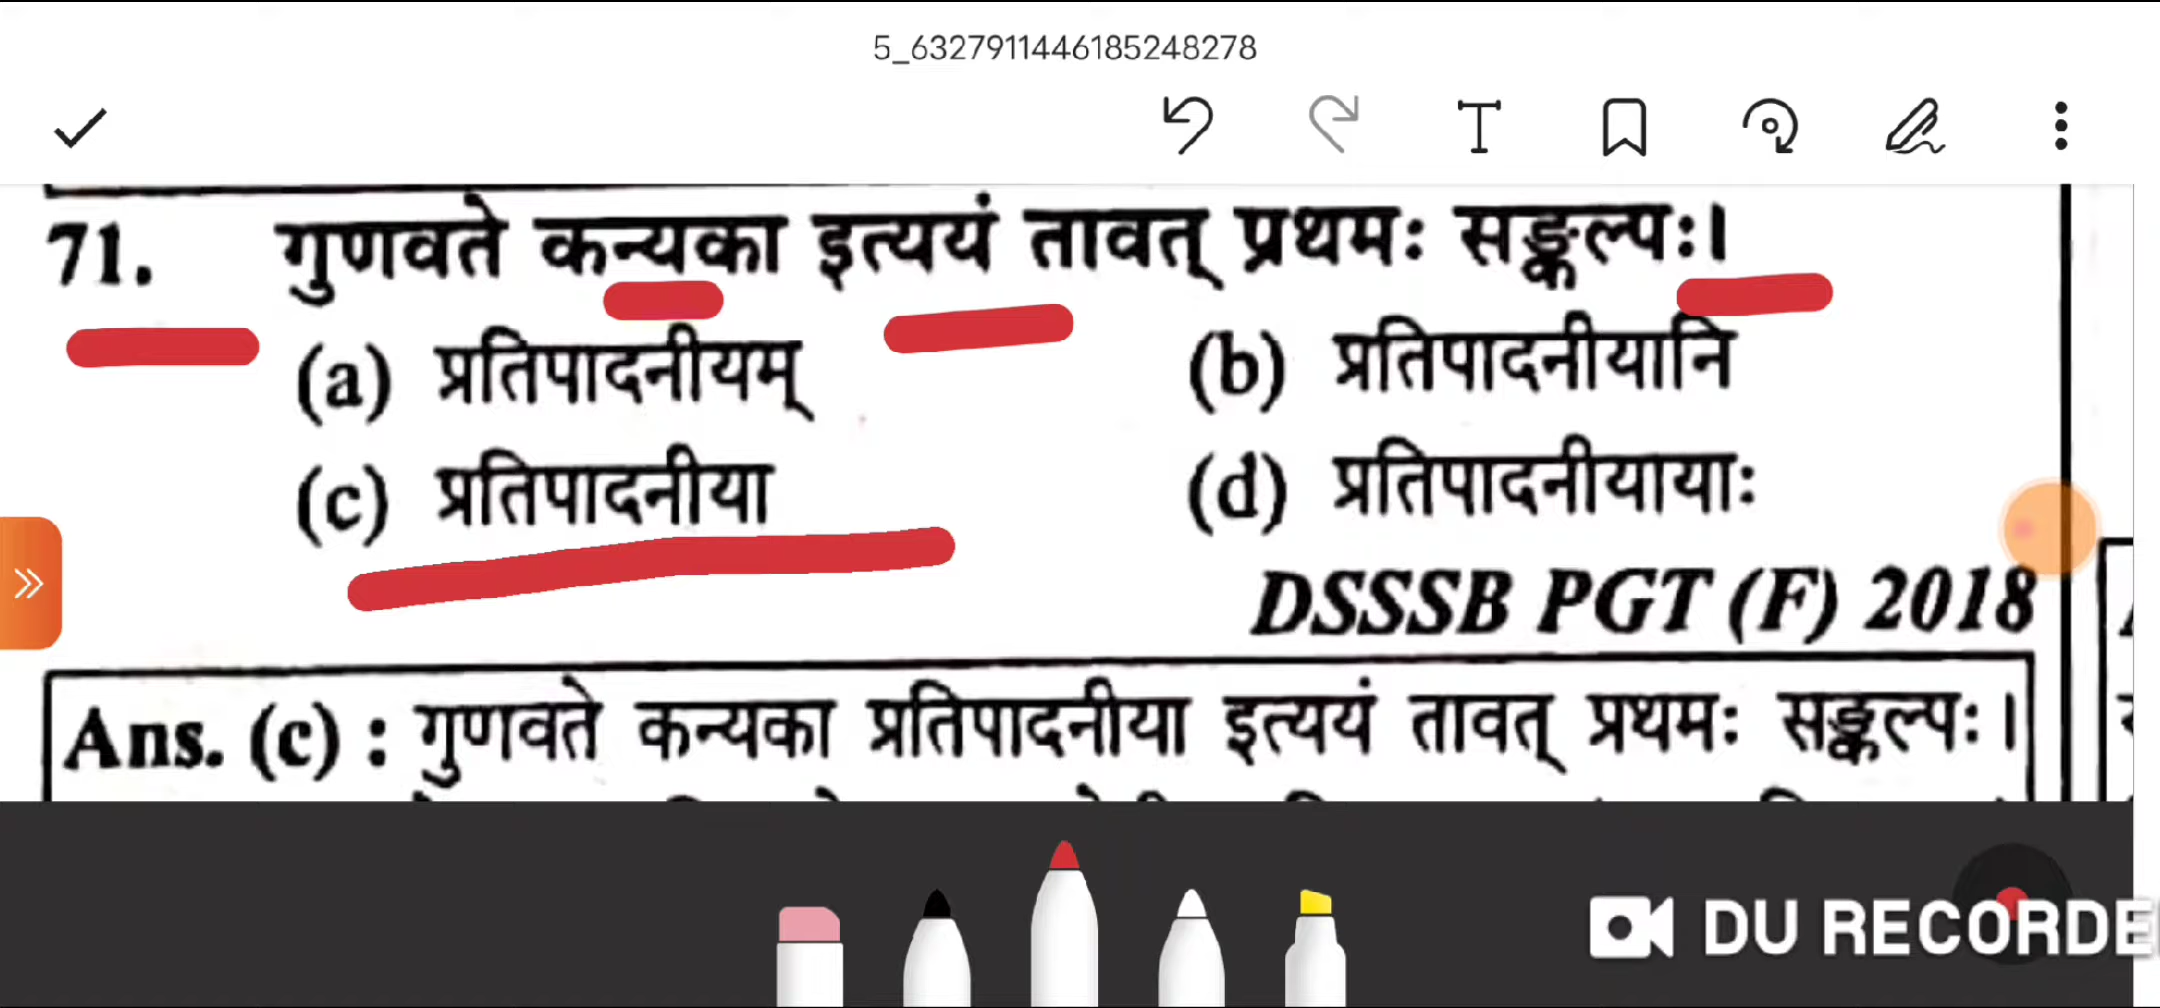 5_6327911446185248278
71. गुणवते कन्यका इत्ययं तावत् प्रथमः सङ्कल्पः।
(a) प्रतिपादनीयम् (b) प्रतिपादनीयानि
(c) प्रतिपादनीया (d) प्रतिपादनीयायाः
DSSSB PGT (F) 2018
Ans. (c) : गुणवते कन्यका प्रतिपादनीया इत्ययं तावत् प्रथमः सङ्कल्पः।
DU RECORDE